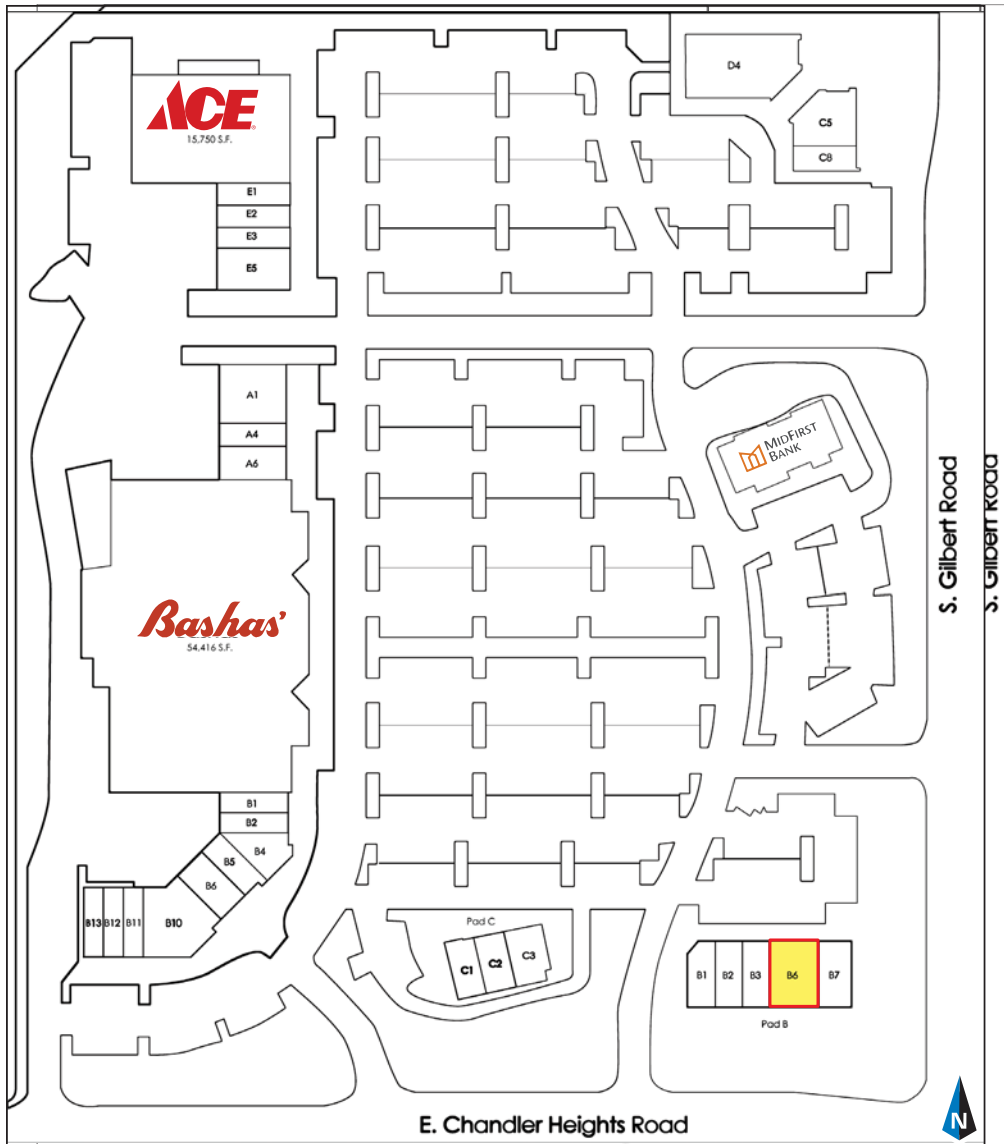 D4
ACE
15,750 S.F.
C5
C8
E1
E2
E3
E5
A1
A4
A6
MIDFIRST
BANK
S. Gilbert Road
S. Gilbert Road
Bashas'
54,416 S.F.
B1
B2
B4
B5
B6
B13 B12 B11 B10
Pad C
C1 C2 C3
B1 B2 B3 B6 B7
Pad B
E. Chandler Heights Road
N